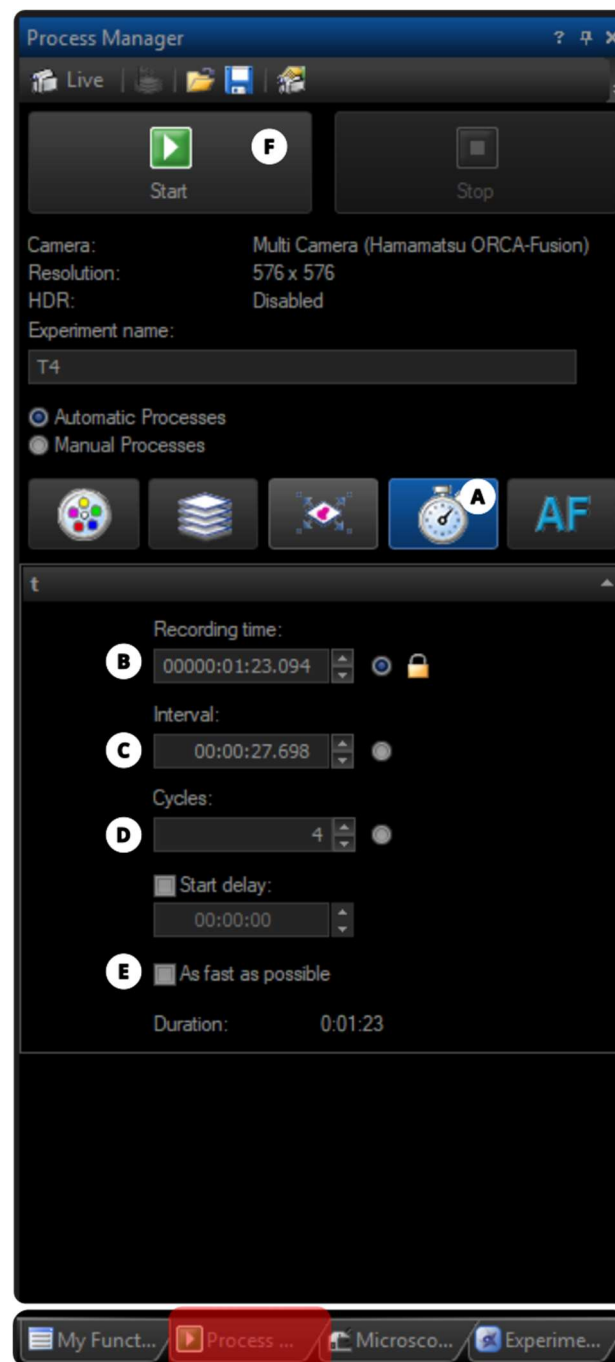 Process Manager
Live
F
Start
Stop
Camera: Multi Camera (Hamamatsu ORCA-Fusion)
Resolution: 576 x 576
HDR: Disabled
Experiment name:
T4
Automatic Processes
Manual Processes
A
AF
t
Recording time:
B 00000:01:23.094
Interval:
C 00:00:27.698
Cycles:
D 4
Start delay:
00:00:00
E As fast as possible
Duration: 0:01:23
My Funct... Process ... Microsco... Experime...